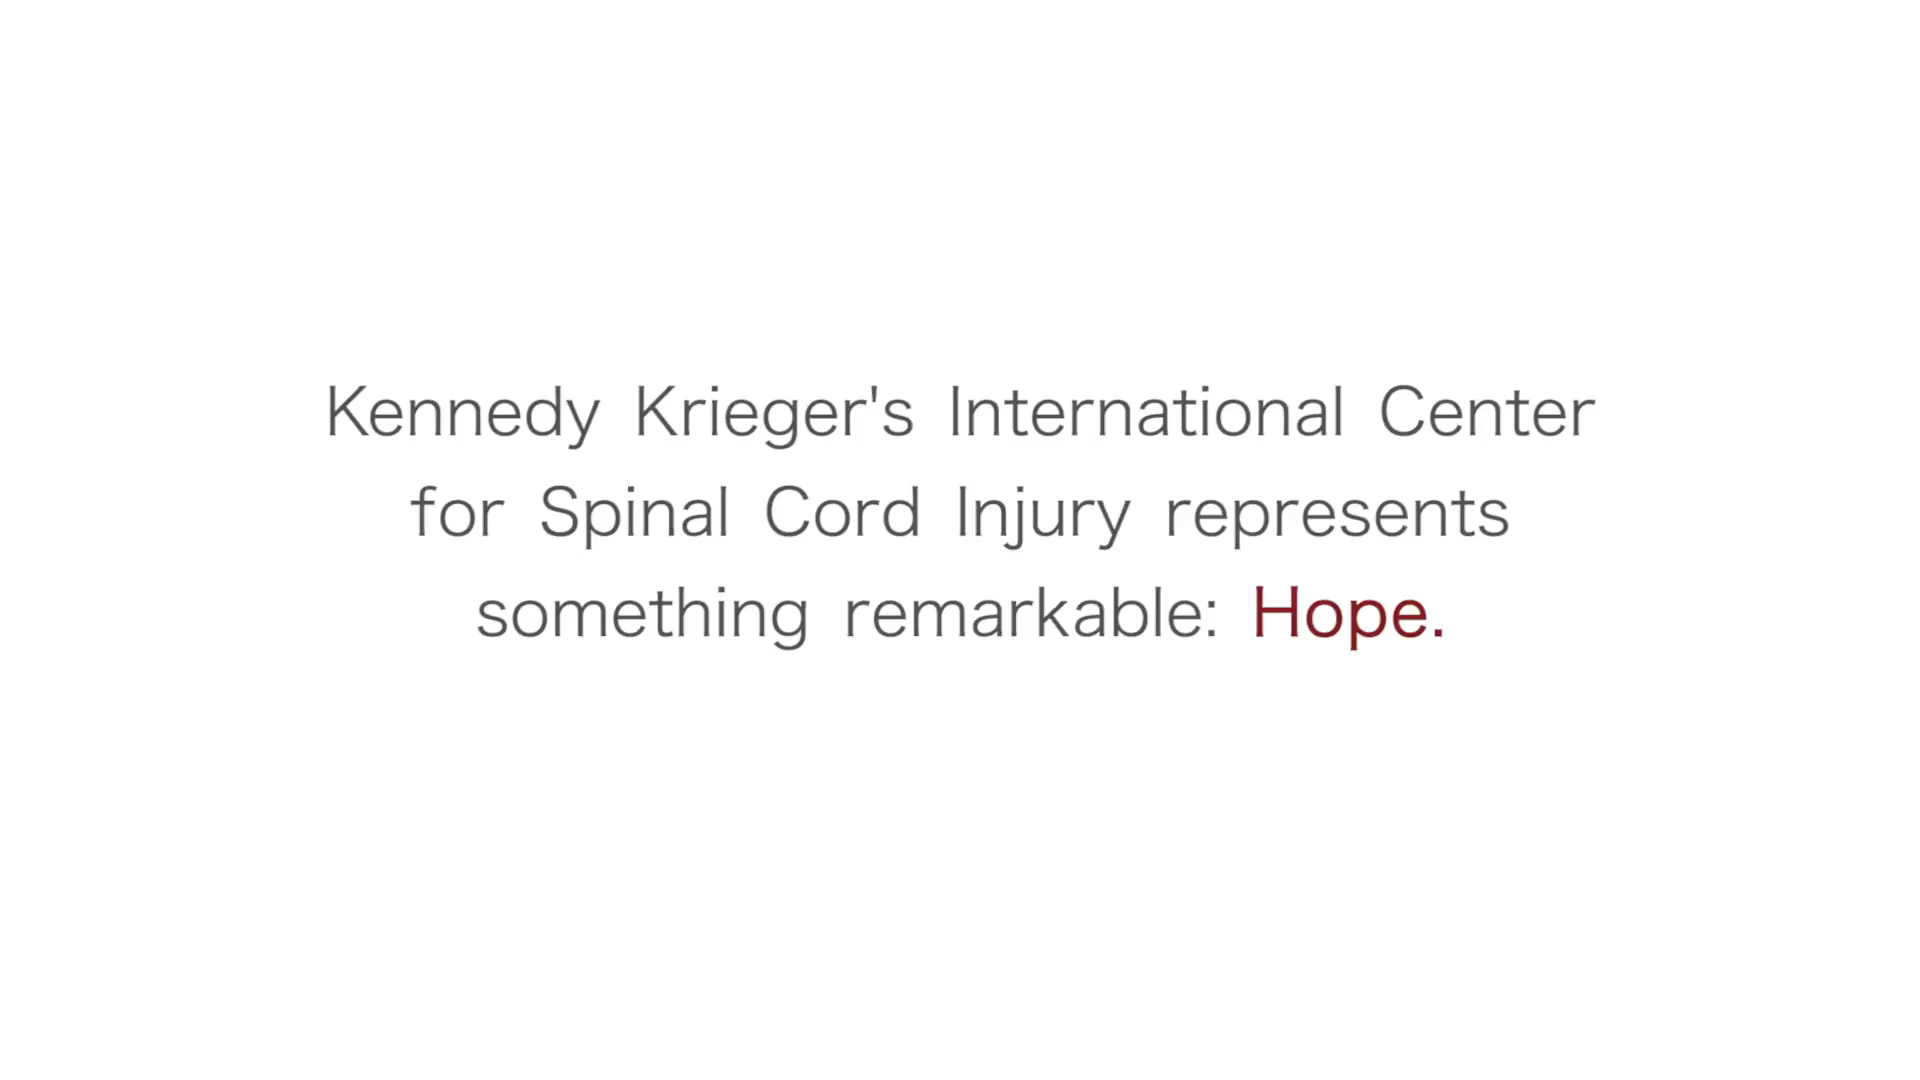 Kennedy Krieger's International Center
for Spinal Cord Injury represents
something remarkable: Hope.